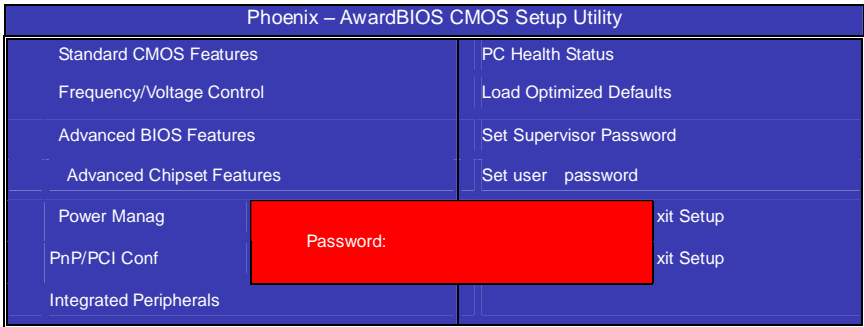 Phoenix – AwardBIOS CMOS Setup Utility
Standard CMOS Features
PC Health Status
Frequency/Voltage Control
Load Optimized Defaults
Advanced BIOS Features
Set Supervisor Password
Advanced Chipset Features
Set user password
Power Manag
xit Setup
Password:
PnP/PCI Conf
xit Setup
Integrated Peripherals